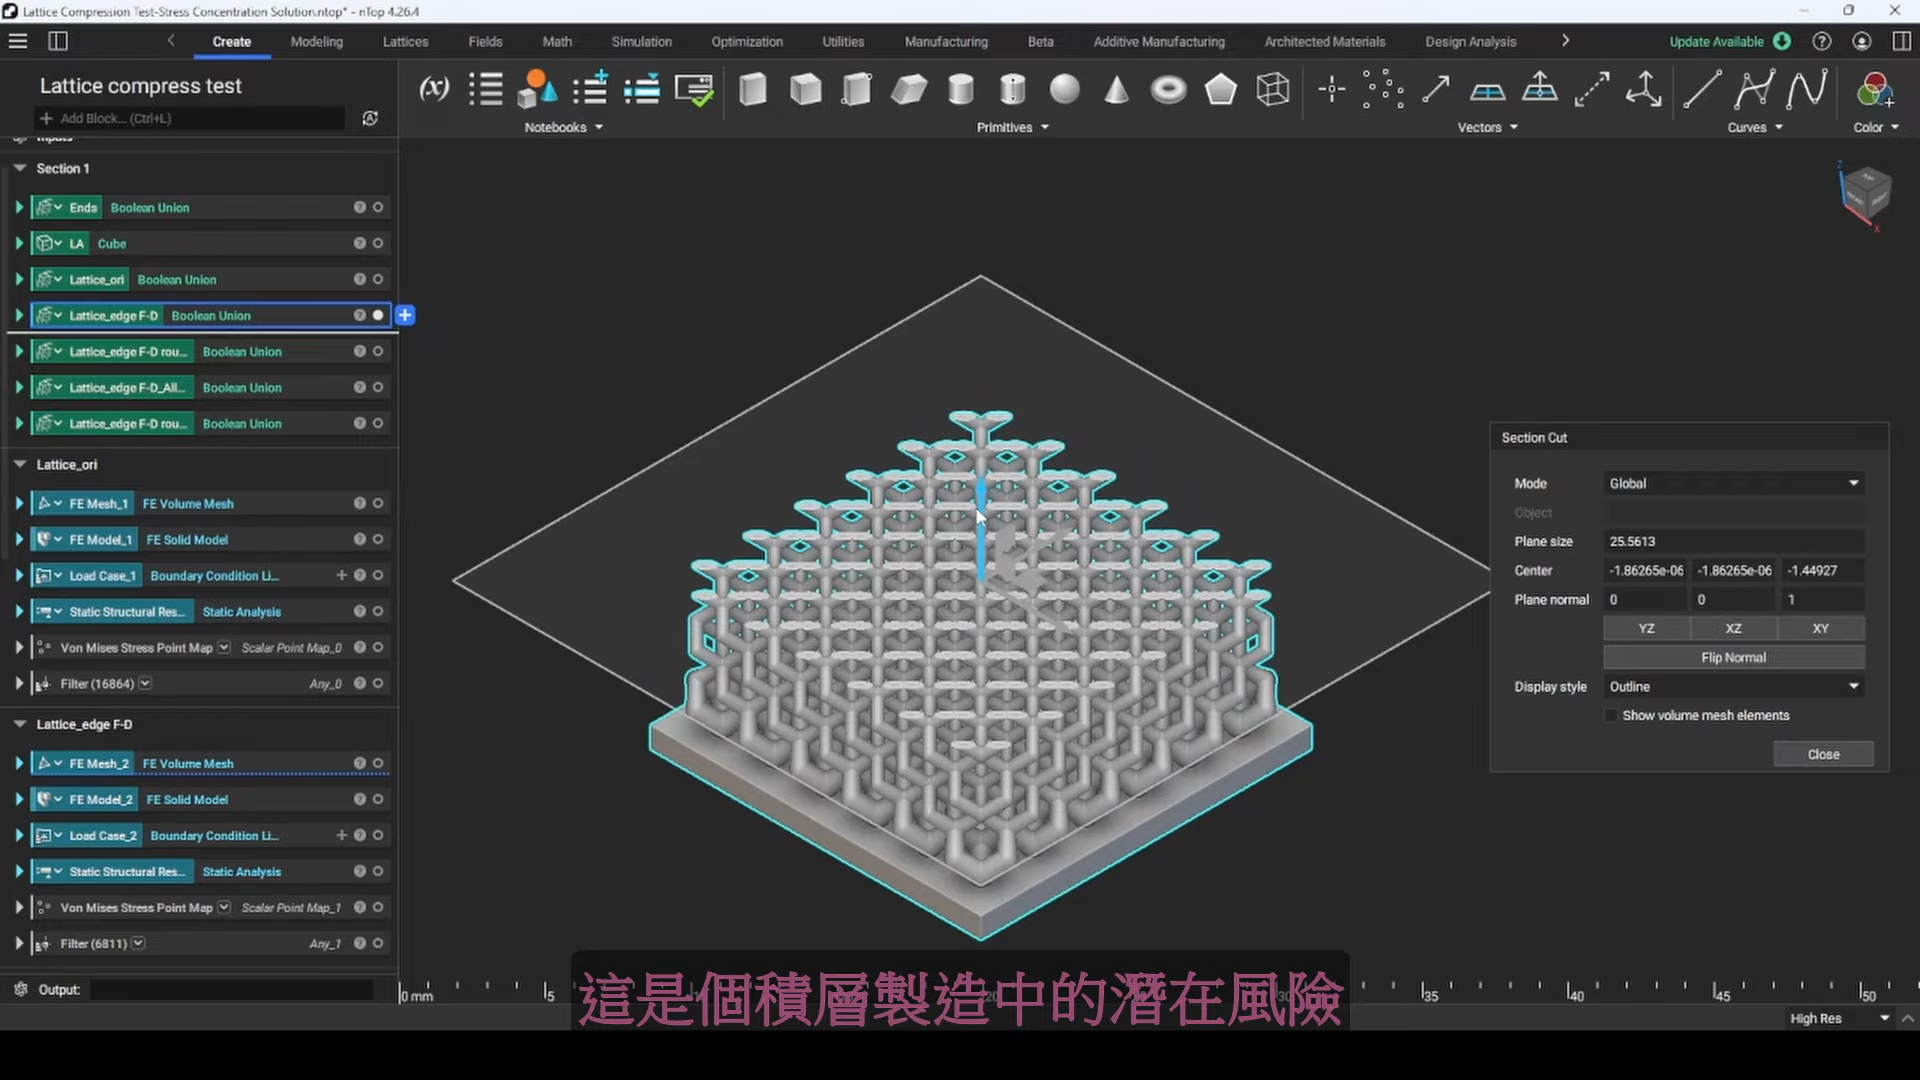 Lattice Compression Test-Stress Concentration Solution.ntop* - nTop 4.26.4
Create Modeling Lattices Fields Math Simulation Optimization Utilities Manufacturing Beta Additive Manufacturing Architected Materials Design Analysis Update Available
Lattice compress test
Add Block... (Ctrl+L)
Notebooks Primitives Vectors Curves Color
Inputs
Section 1
Ends Boolean Union
LA Cube
Lattice_ori Boolean Union
Lattice_edge F-D Boolean Union
Lattice_edge F-D rou... Boolean Union
Lattice_edge F-D_All... Boolean Union
Lattice_edge F-D rou... Boolean Union
Lattice_ori
FE Mesh_1 FE Volume Mesh
FE Model_1 FE Solid Model
Load Case_1 Boundary Condition Li...
Static Structural Res... Static Analysis
Von Mises Stress Point Map Scalar Point Map_0
Filter (16864) Any_0
Lattice_edge F-D
FE Mesh_2 FE Volume Mesh
FE Model_2 FE Solid Model
Load Case_2 Boundary Condition Li...
Static Structural Res... Static Analysis
Von Mises Stress Point Map Scalar Point Map_1
Filter (6811) Any_1
Output:
Z
TOP
X
Section Cut
Mode Global
Object
Plane size 25.5613
Center -1.86265e-06 -1.86265e-06 -1.44927
Plane normal 0 0 1
YZ XZ XY
Flip Normal
Display style Outline
Show volume mesh elements
Close
0 mm 5 20 30 35 40 45 50
這是個積層製造中的潛在風險
High Res